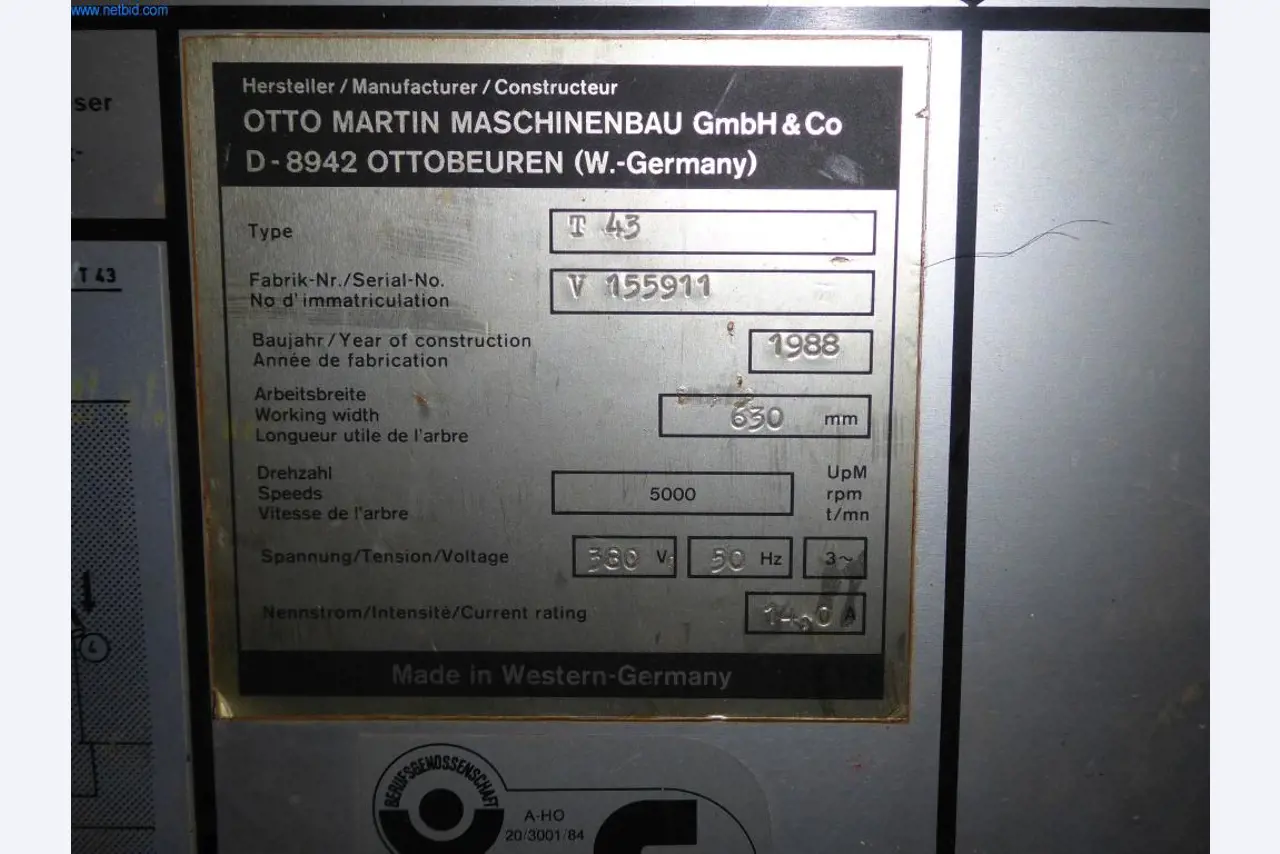 www.netbid.com
ser
T 43
Hersteller / Manufacturer / Constructeur
OTTO MARTIN MASCHINENBAU GmbH & Co
D - 8942 OTTOBEUREN (W.-Germany)
Type T 43
Fabrik-Nr./Serial-No.
No d' immatriculation
V 155911
Baujahr / Year of construction
Année de fabrication
1988
Arbeitsbreite
Working width
Longueur utile de l'arbre
630 mm
Drehzahl
Speeds
Vitesse de l'arbre
5000
UpM
rpm
t/mn
Spannung/Tension/Voltage 380 V 50 Hz 3~
Nennstrom/Intensité/Current rating 14,0 A
Made in Western-Germany
BERUFSGENOSSENSCHAFT
A-HO
20/3001/84